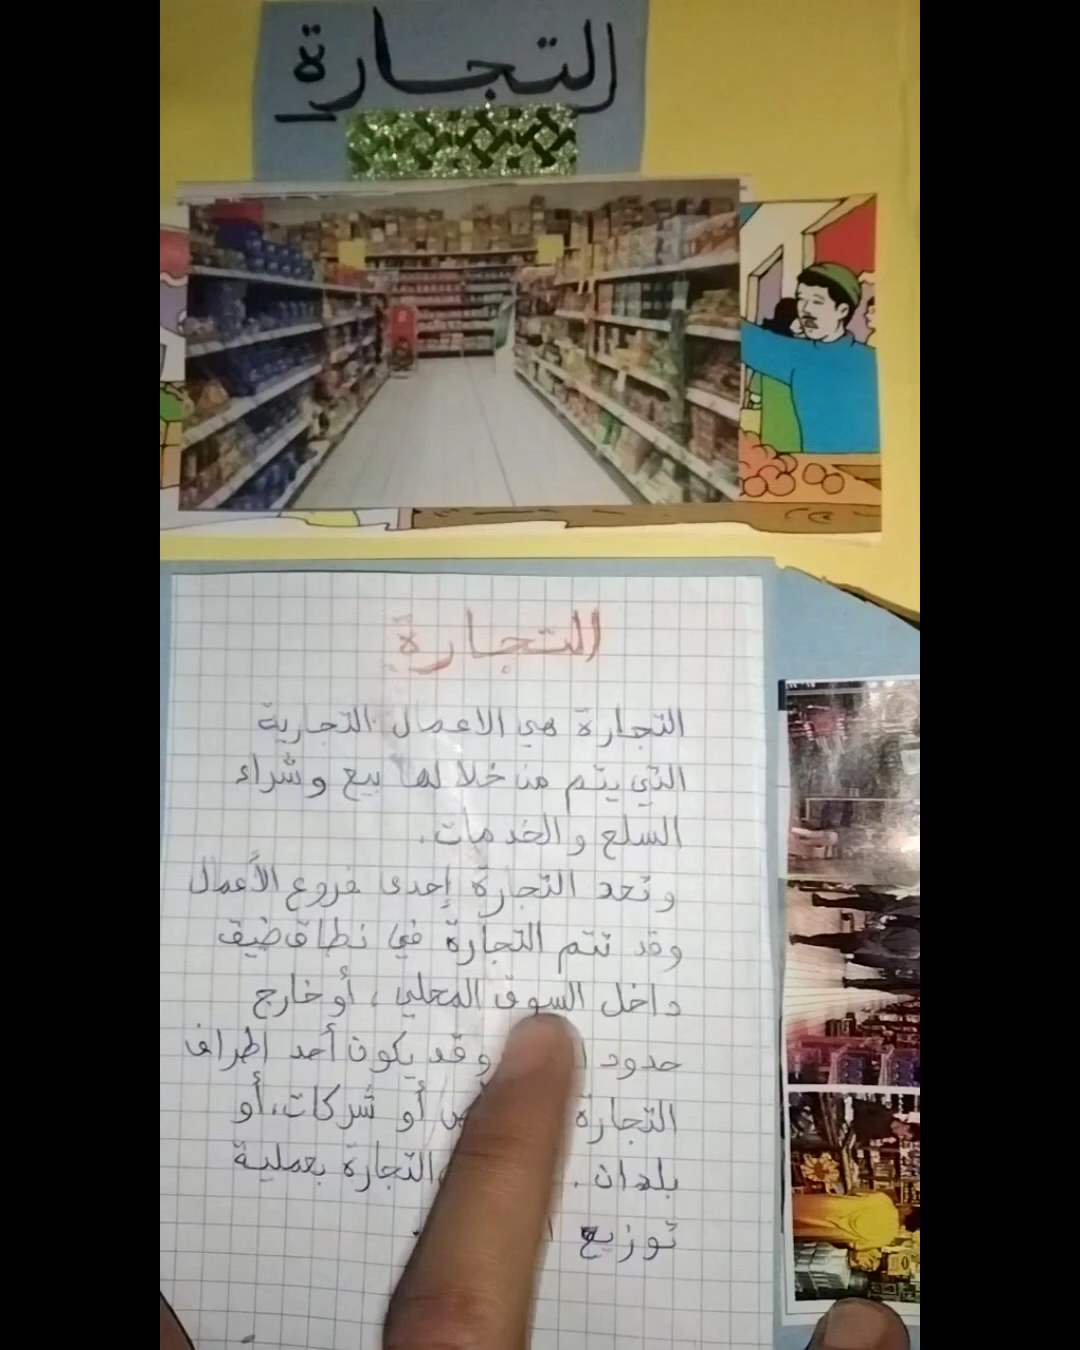 التجارة
التجارة
التجارة هي الاعمال التجارية
التي يتم من خلالها بيع وشراء
السلع والخدمات.
وتعد التجارة إحدى فروع الأعمال
وقد تتم التجارة في نطاق ضيق
داخل السوق المحلي، أو خارج
حدود وقد يكون أحد اطراف
التجارة أو شركات، أو
بلدان. التجارة بعملية
توزيع